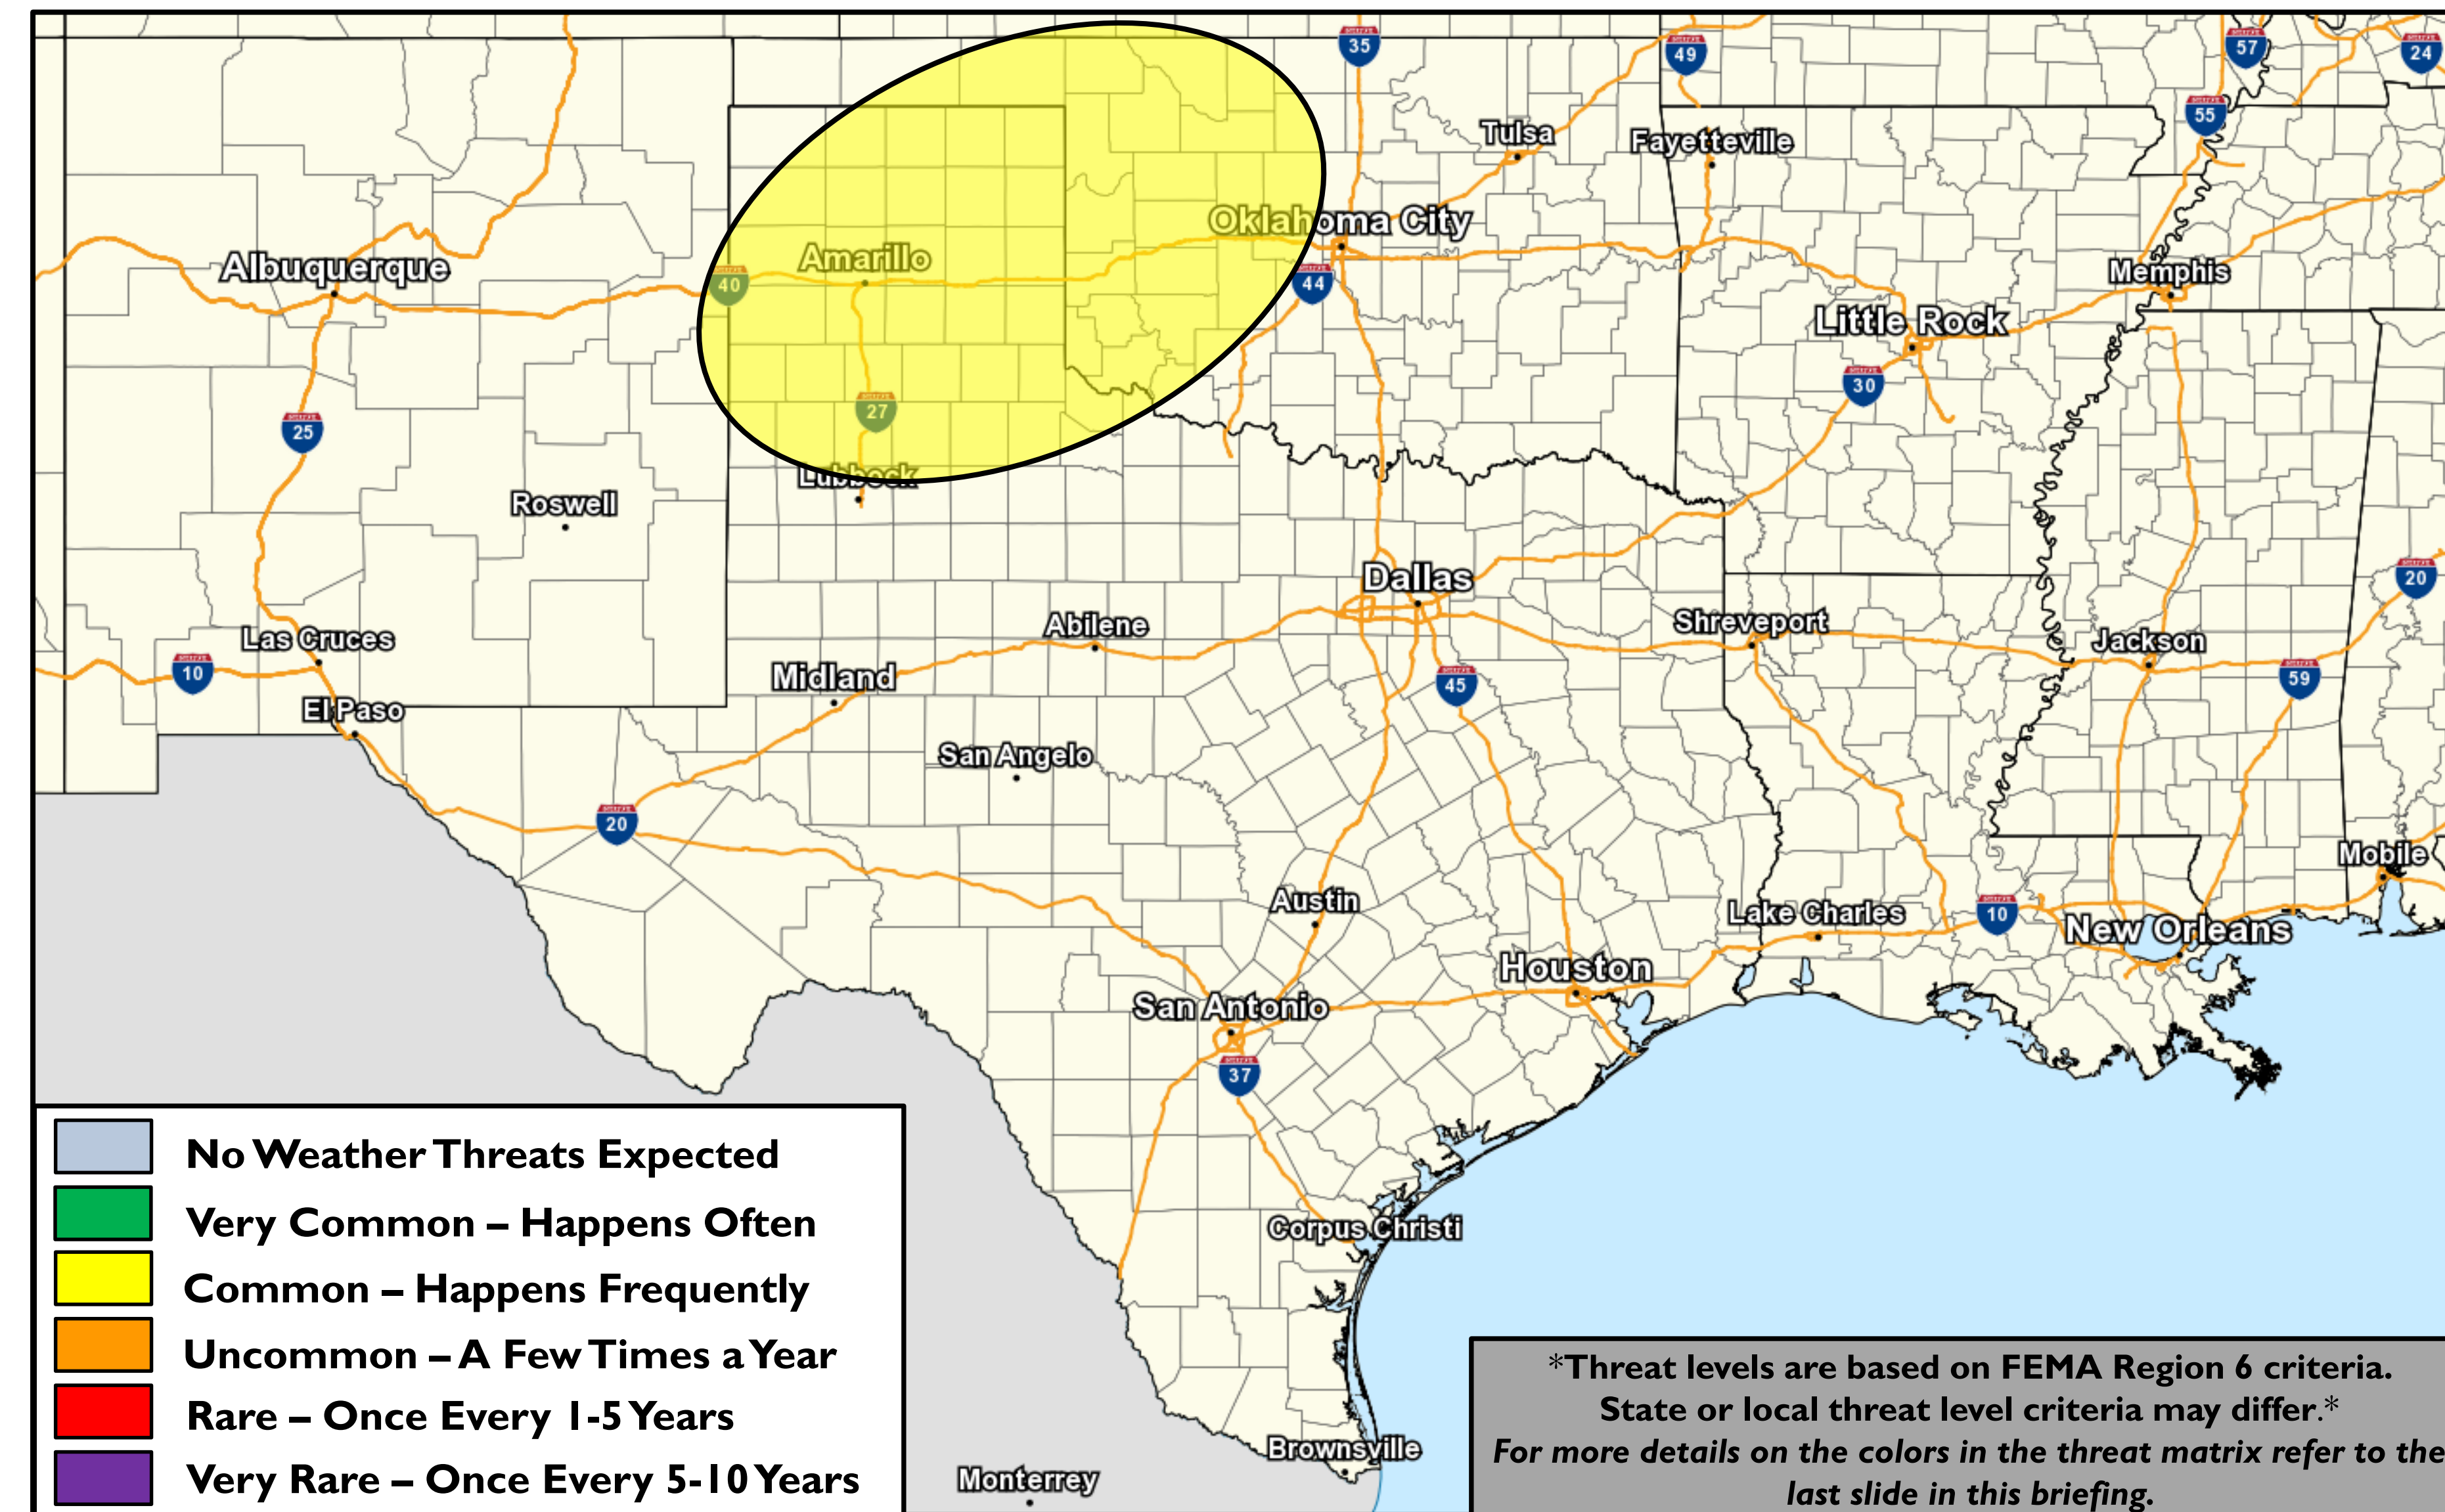 35
49
57
24
55
Tulsa
Fayetteville
Oklahoma City
Albuquerque
Amarillo
40
44
Memphis
Little Rock
30
25
27
Lubbock
Roswell
Dallas
20
Abilene
Shreveport
Las Cruces
Jackson
10
Midland
45
59
El Paso
San Angelo
20
Mobile
Austin
Lake Charles
10
New Orleans
Houston
San Antonio
37
Corpus Christi
Brownsville
Monterrey
No Weather Threats Expected
Very Common – Happens Often
Common – Happens Frequently
Uncommon – A Few Times a Year
Rare – Once Every 1-5 Years
Very Rare – Once Every 5-10 Years
*Threat levels are based on FEMA Region 6 criteria.
State or local threat level criteria may differ.*
For more details on the colors in the threat matrix refer to the
last slide in this briefing.